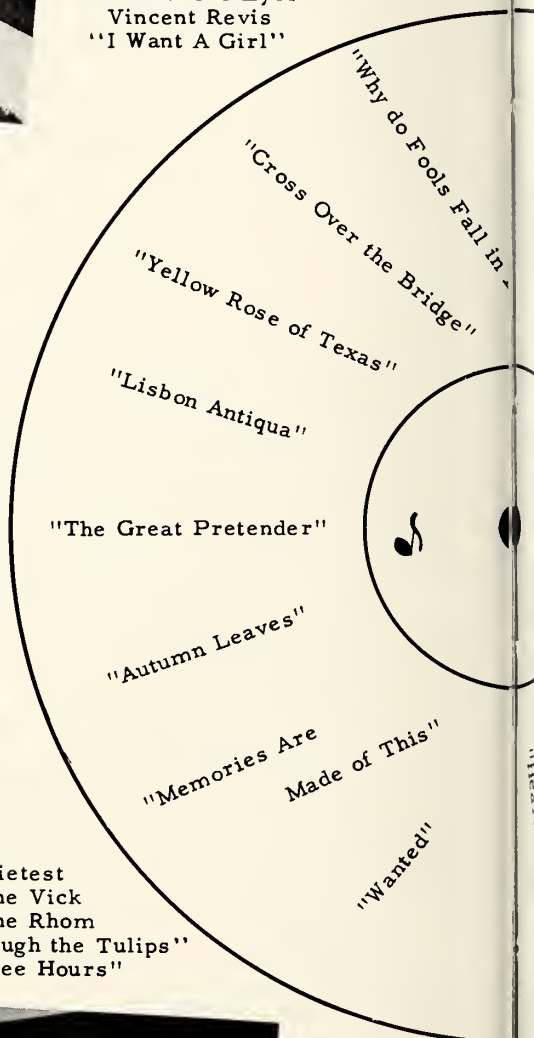 Vincent Revis
"I Want A Girl"
"Why do Fools Fall in
"Cross Over the Bridge"
"Yellow Rose of Texas"
"Lisbon Antiqua"
"The Great Pretender"
"Autumn Leaves"
"Memories Are
Made of This"
"Wanted"
ietest
ne Vick
ne Rhom
ugh the Tulips"
ee Hours"